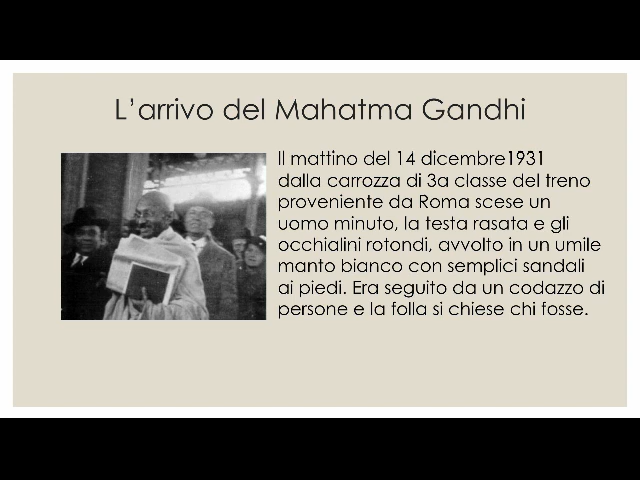 L’arrivo del Mahatma Gandhi
Il mattino del 14 dicembre1931
dalla carrozza di 3a classe del treno
proveniente da Roma scese un
uomo minuto, la testa rasata e gli
occhialini rotondi, avvolto in un umile
manto bianco con semplici sandali
ai piedi. Era seguito da un codazzo di
persone e la folla si chiese chi fosse.